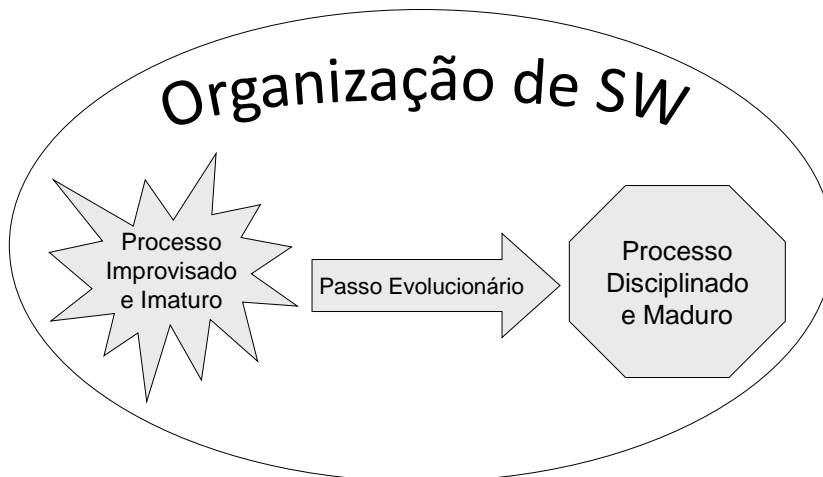 Organização de SW
Processo
Improvisado
e Imaturo
Passo Evolucionário
Processo
Disciplinado
e Maduro